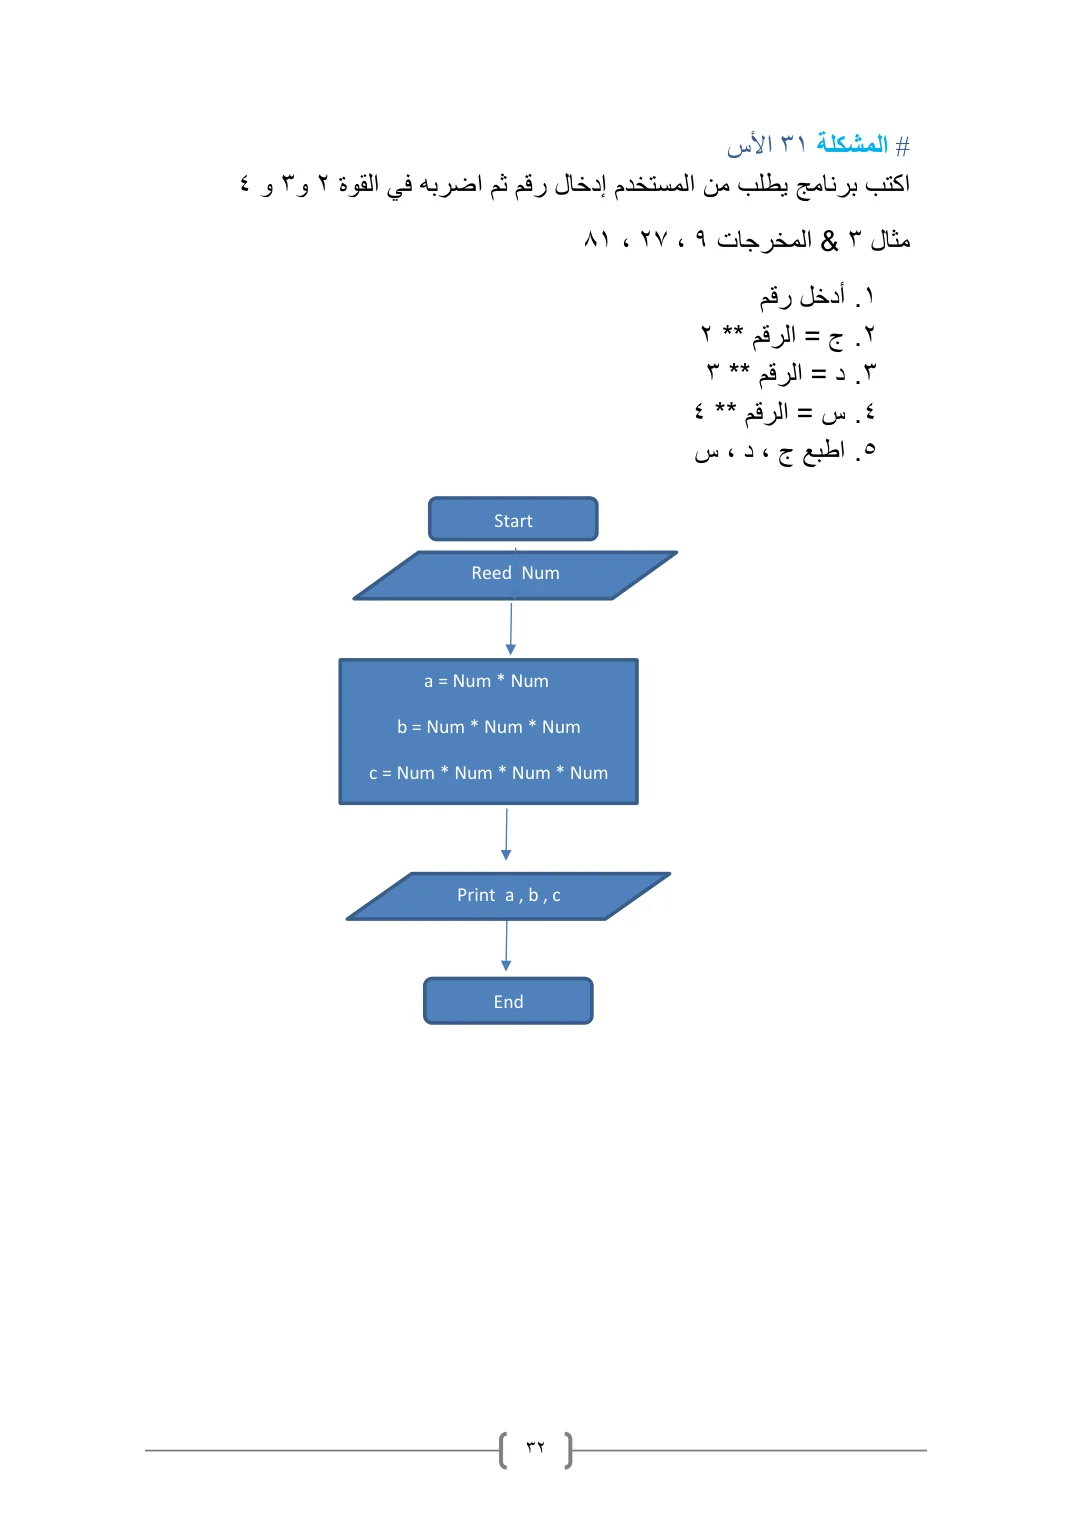 # المشكلة ٣١ الأس
اكتب برنامج يطلب من المستخدم إدخال رقم ثم اضربه في القوة ٢ و٣ و ٤
مثال ٣ & المخرجات ٩ ، ٢٧ ، ٨١
١. أدخل رقم
٢. ج = الرقم ** ٢
٣. د = الرقم ** ٣
٤. س = الرقم ** ٤
٥. اطبع ج ، د ، س
Start
Reed Num
a = Num * Num
b = Num * Num * Num
c = Num * Num * Num * Num
Print a , b , c
End
٣٢